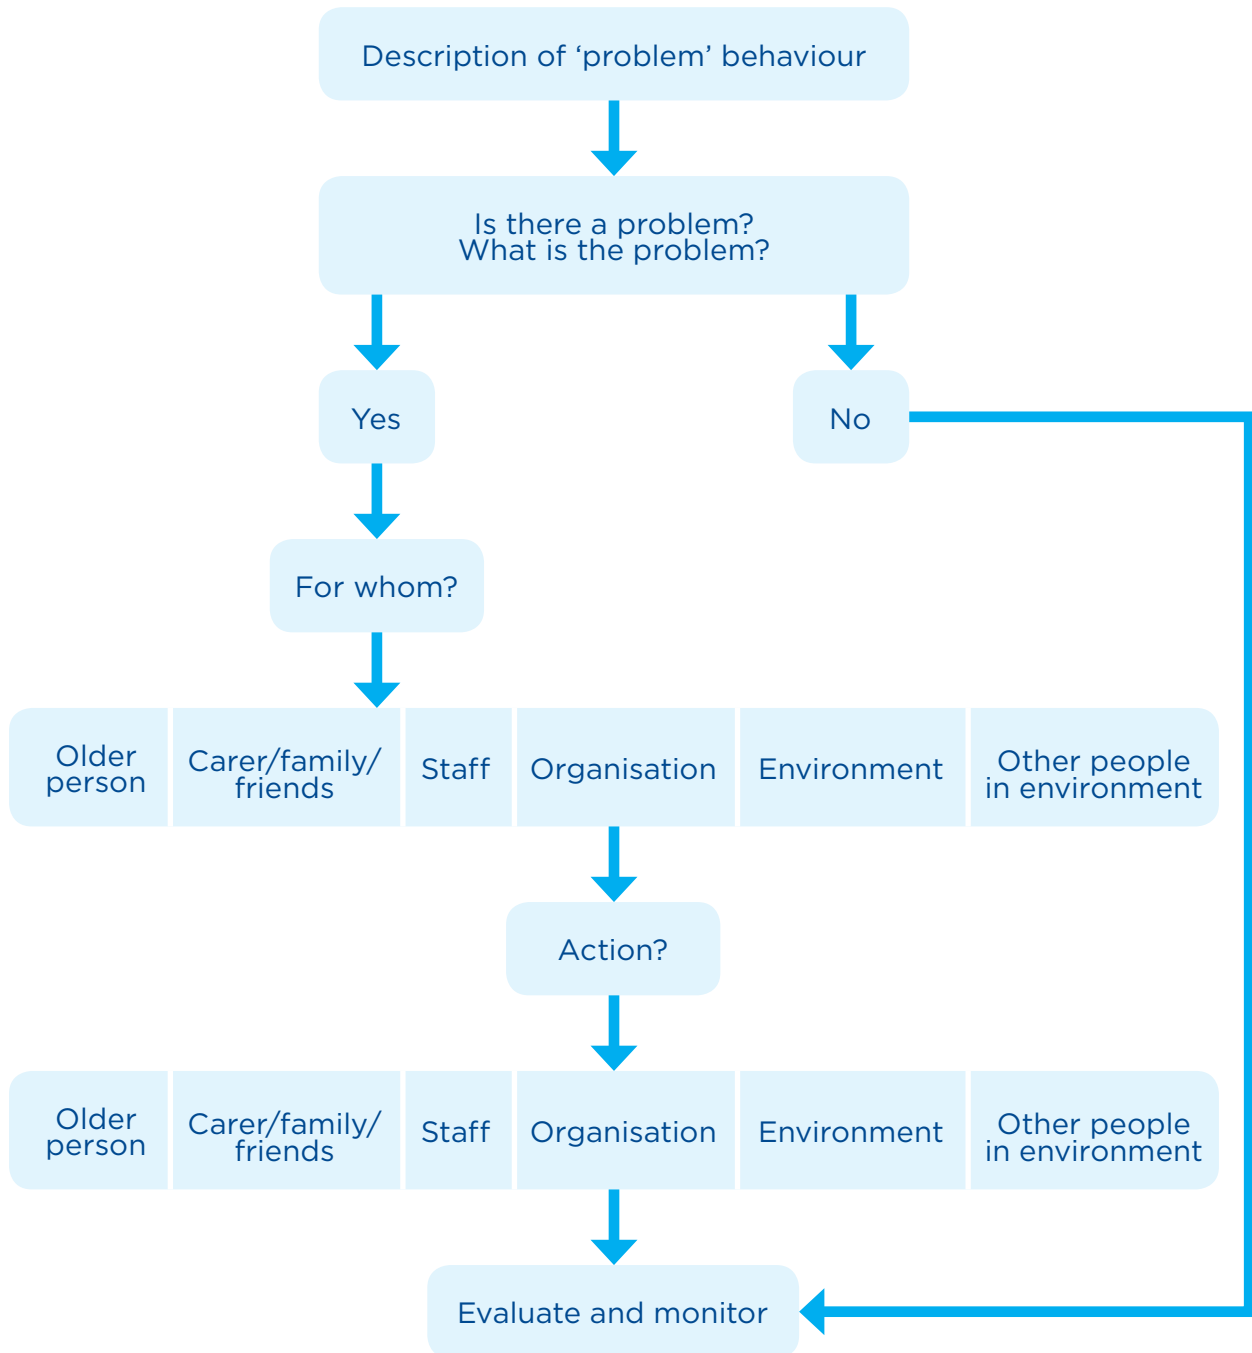 Description of ‘problem’ behaviour
Is there a problem?
What is the problem?
Yes
No
For whom?
Older
person
Carer/family/
friends
Staff
Organisation
Environment
Other people
in environment
Action?
Older
person
Carer/family/
friends
Staff
Organisation
Environment
Other people
in environment
Evaluate and monitor